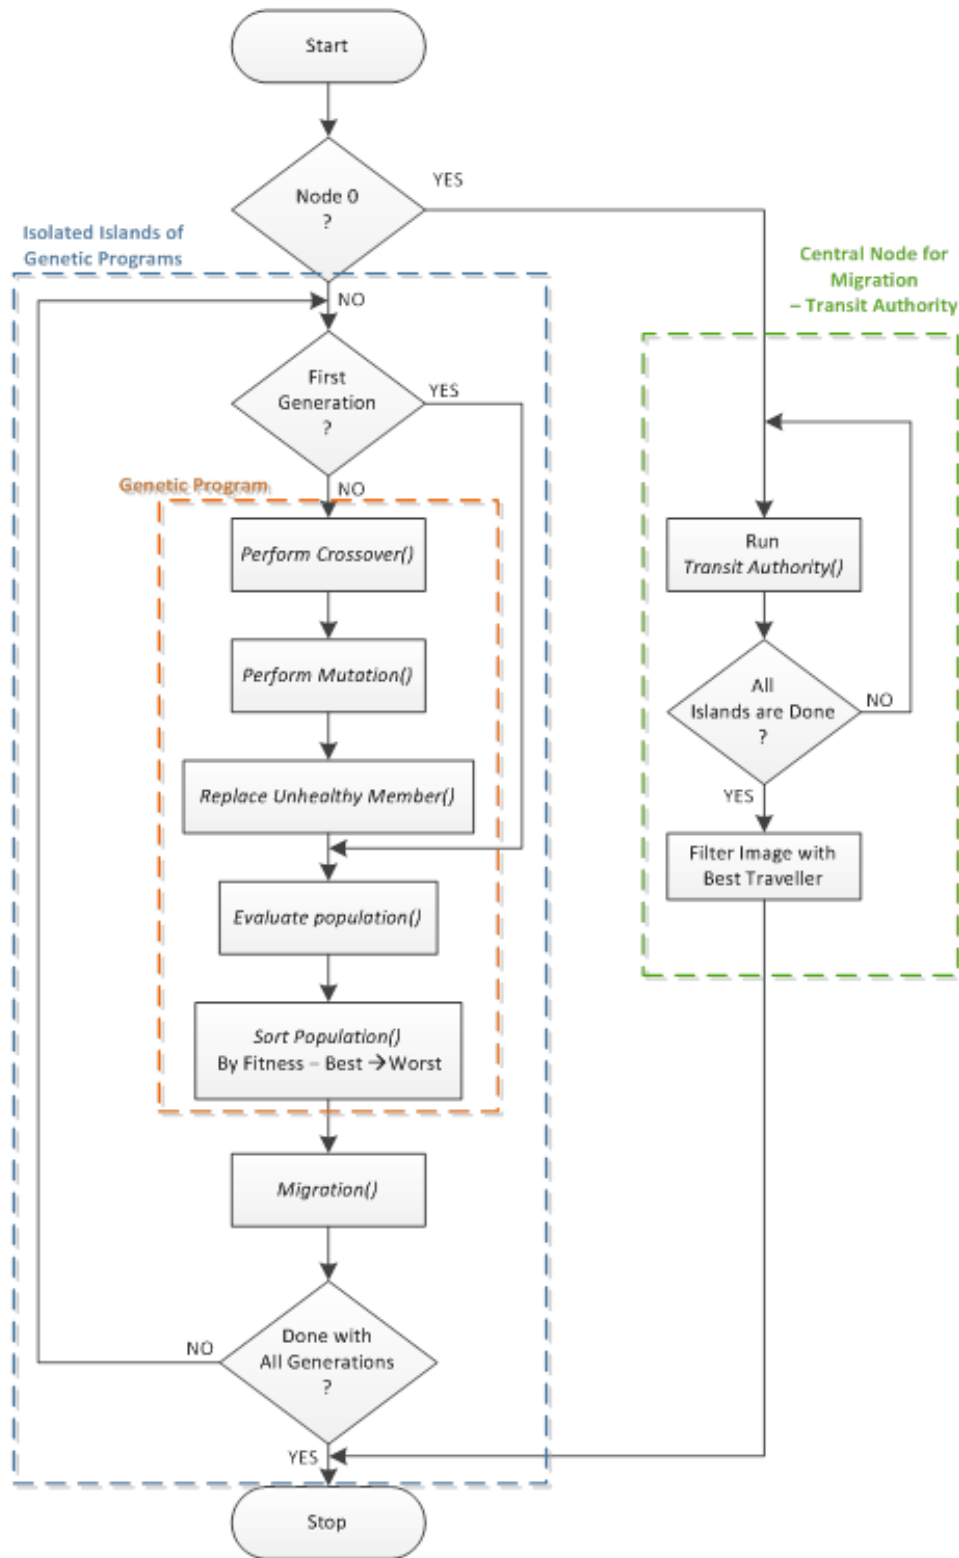 Start
Node 0
?
YES
Isolated Islands of
Genetic Programs
Central Node for
Migration
– Transit Authority
NO
First
Generation
?
YES
NO
Genetic Program
Perform Crossover()
Run
Transit Authority()
Perform Mutation()
All
Islands are Done
?
NO
YES
Replace Unhealthy Member()
Filter Image with
Best Traveller
Evaluate population()
Sort Population()
By Fitness – Best →Worst
Migration()
Done with
All Generations
?
NO
YES
Stop